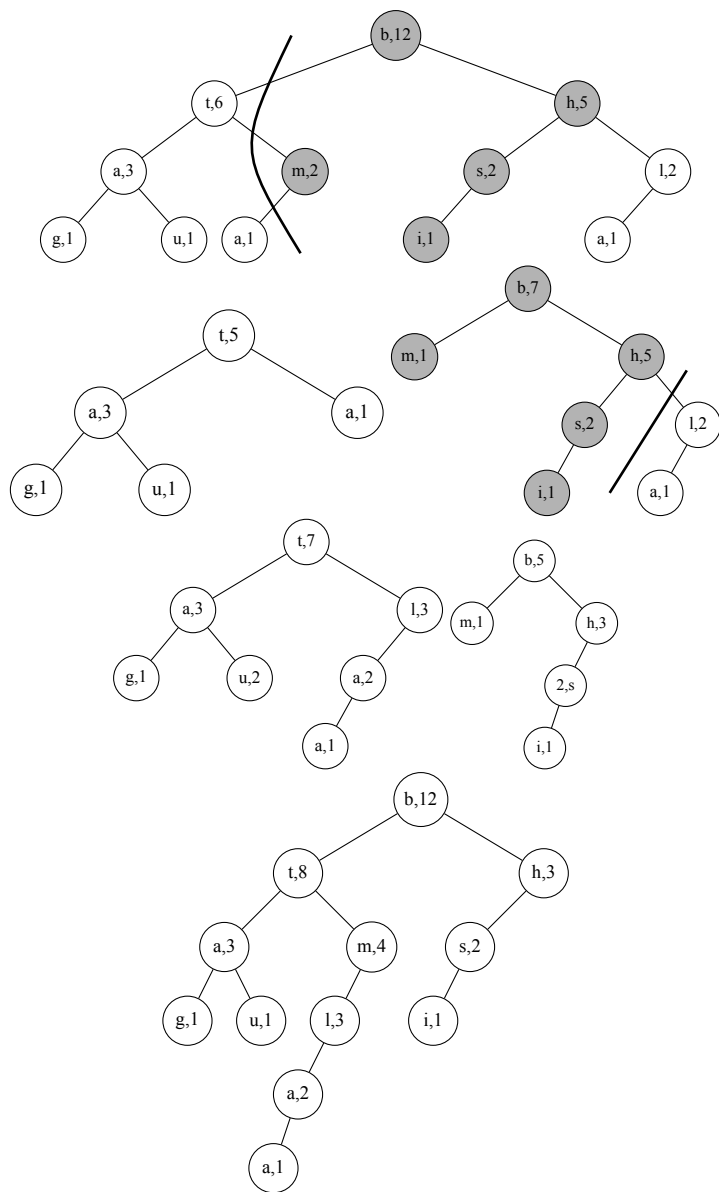 b,12
t,6 h,5
a,3 m,2 s,2 l,2
g,1 u,1 a,1 i,1 a,1
b,7
t,5 m,1 h,5
a,3 a,1 s,2 l,2
g,1 u,1 i,1 a,1
t,7 b,5
a,3 l,3 m,1 h,3
g,1 u,2 a,2 2,s
a,1 i,1
b,12
t,8 h,3
a,3 m,4 s,2
g,1 u,1 l,3 i,1
a,2
a,1